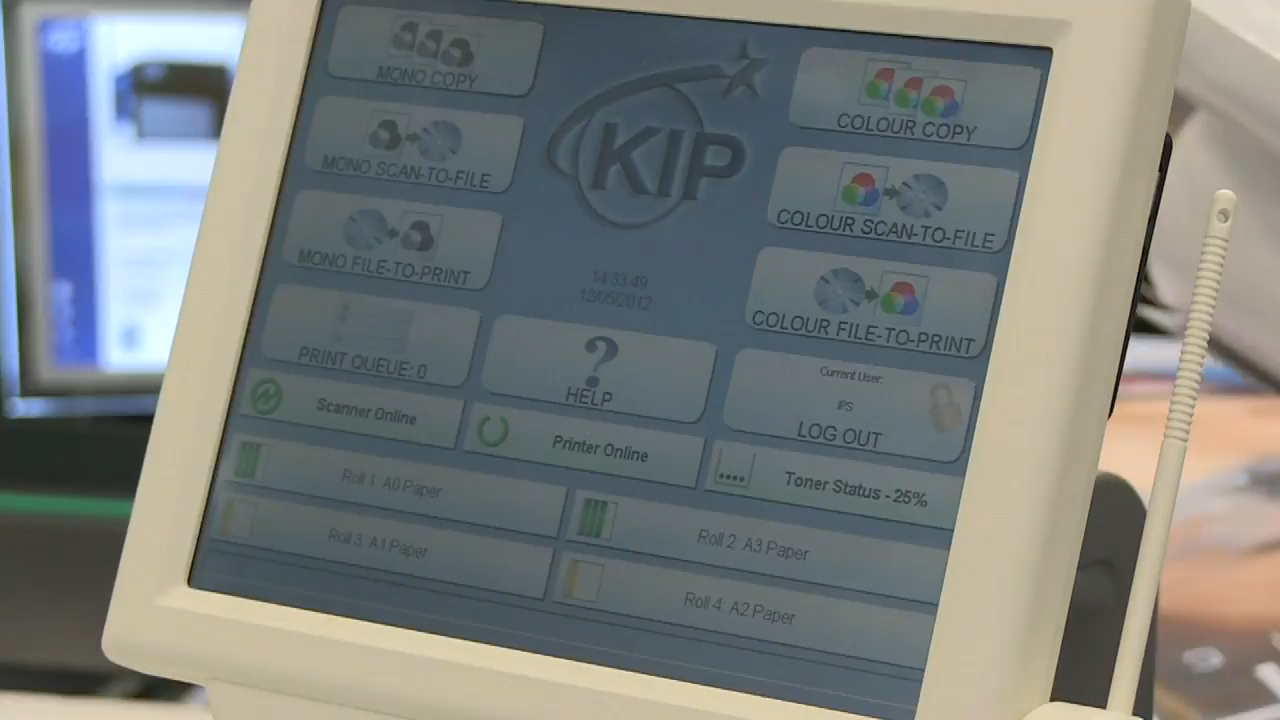 MONO COPY
MONO SCAN-TO-FILE
MONO FILE-TO-PRINT
PRINT QUEUE: 0
KIP
14:53:49
12/05/2012
HELP
COLOUR COPY
COLOUR SCAN-TO-FILE
COLOUR FILE-TO-PRINT
Current User:
IPS
LOG OUT
Scanner Online
Printer Online
Toner Status - 25%
Roll 1: A0 Paper
Roll 2: A3 Paper
Roll 3: A1 Paper
Roll 4: A2 Paper